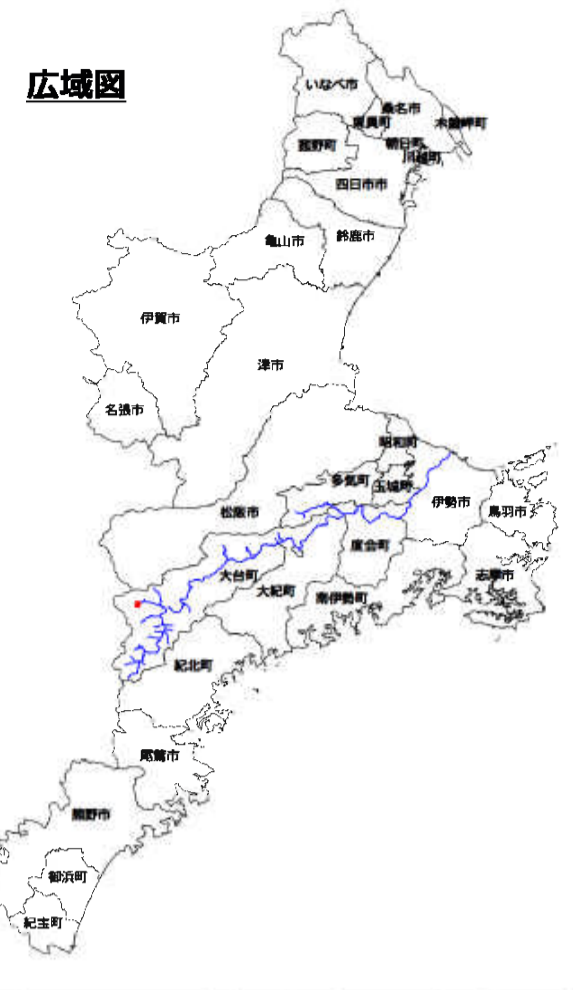 広域図
いなべ市
桑名市
東員町
木曽岬町
菰野町
朝日町
川越町
四日市市
亀山市
鈴鹿市
伊賀市
津市
名張市
明和町
多気町
玉城町
伊勢市
鳥羽市
松阪市
度会町
大台町
志摩市
大紀町
南伊勢町
紀北町
尾鷲市
熊野市
御浜町
紀宝町